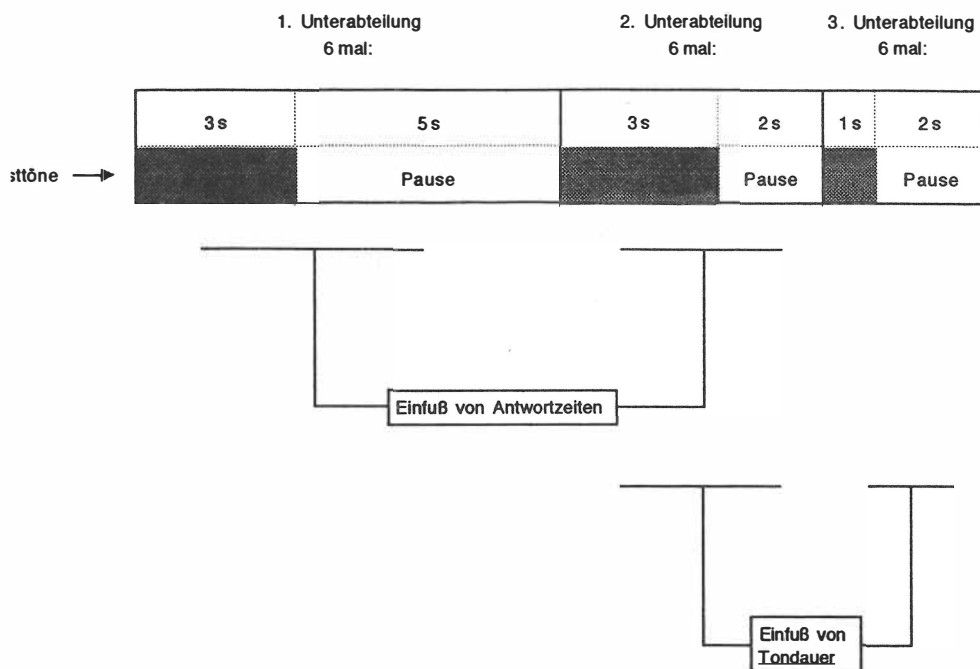 1. Unterabteilung
6 mal:
2. Unterabteilung
6 mal:
3. Unterabteilung
6 mal:
3s 5s 3s 2s 1s 2s
sttöne Pause Pause Pause
Einfuß von Antwortzeiten
Einfuß von
Tondauer